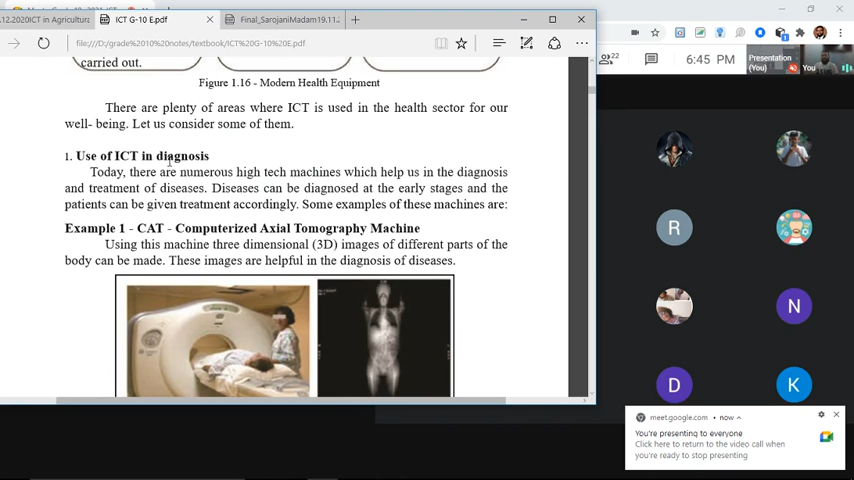 ICT G-10 E.pdf
Final_SarojaniMadam19.11.
file:///D:/grade%2010%20notes/textbook/ICT%20G-10%20E.pdf
22
6:45 PM
Presentation
(You)
You
carried out.
Figure 1.16 - Modern Health Equipment
There are plenty of areas where ICT is used in the health sector for our
well- being. Let us consider some of them.
1. Use of ICT in diagnosis
Today, there are numerous high tech machines which help us in the diagnosis
and treatment of diseases. Diseases can be diagnosed at the early stages and the
patients can be given treatment accordingly. Some examples of these machines are:
Example 1 - CAT - Computerized Axial Tomography Machine
Using this machine three dimensional (3D) images of different parts of the
body can be made. These images are helpful in the diagnosis of diseases.
R
N
D
K
meet.google.com • now
You're presenting to everyone
Click here to return to the video call when
you're ready to stop presenting